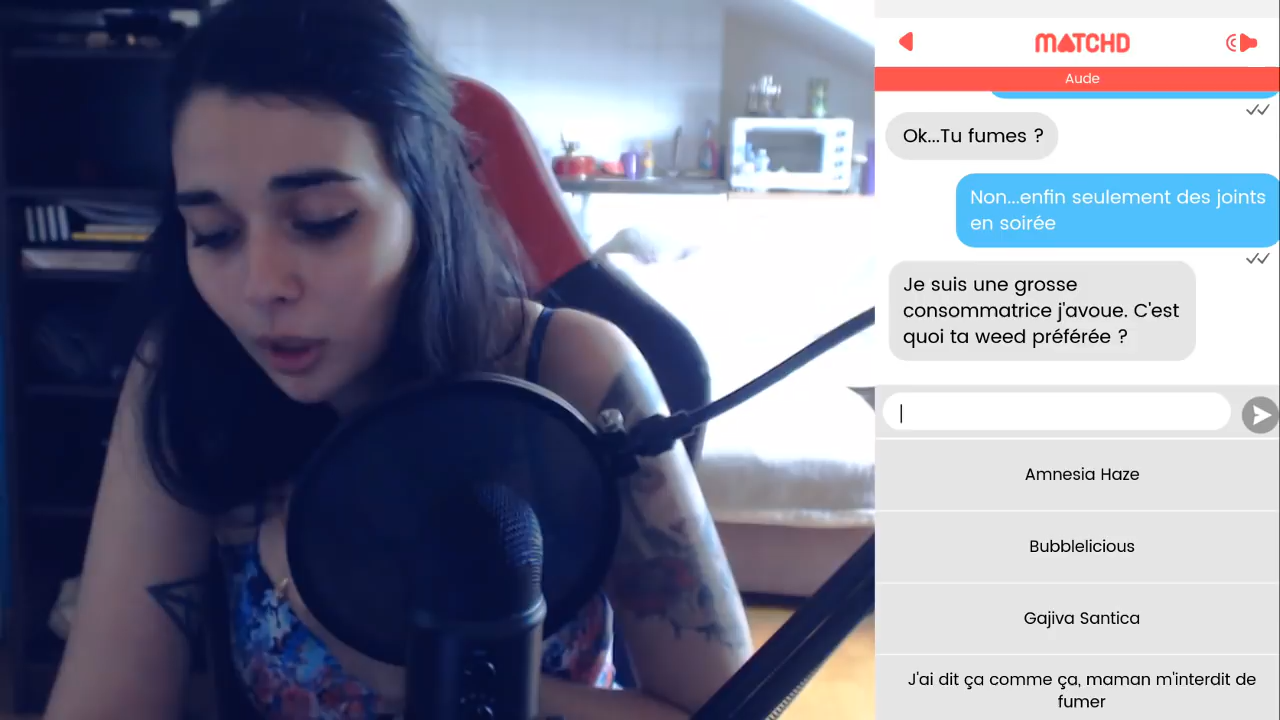 MATCHD
Aude
Ok...Tu fumes ?
Non...enfin seulement des joints
en soirée
Je suis une grosse
consommatrice j'avoue. C'est
quoi ta weed préférée ?
Amnesia Haze
Bubblelicious
Gajiva Santica
J'ai dit ça comme ça, maman m'interdit de
fumer